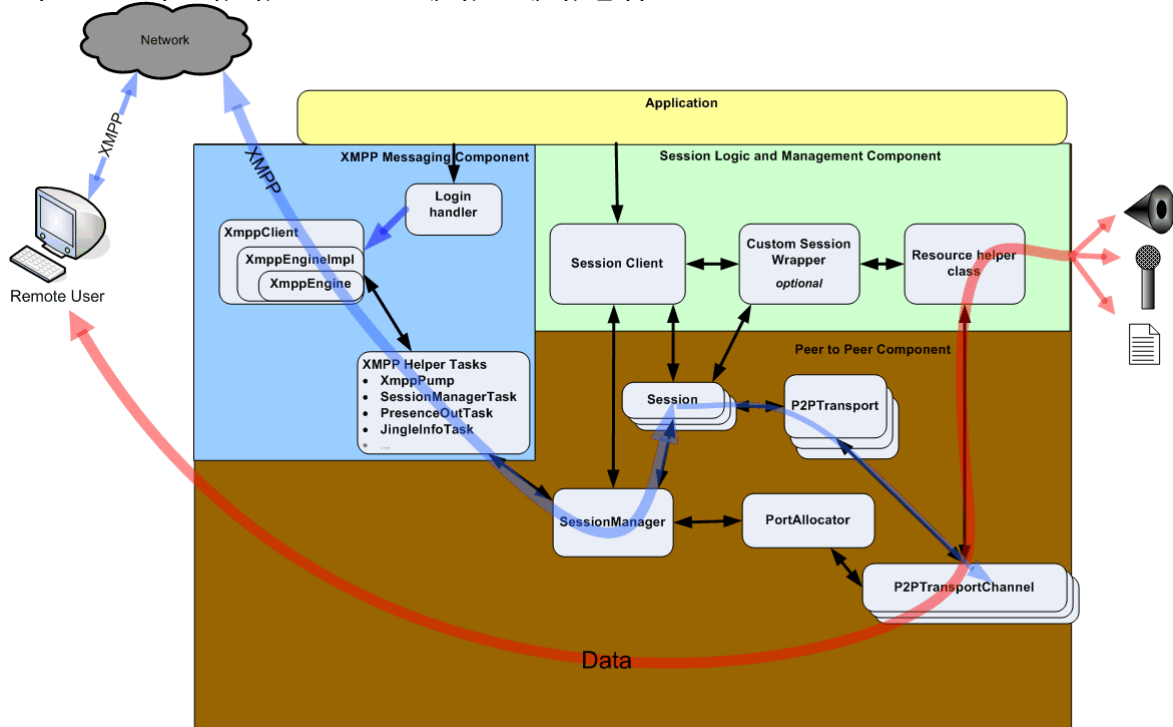 Network
Application
XMPP
XMPP
XMPP Messaging Component
Session Logic and Management Component
Login
handler
XmppClient
XmppEngineImpl
XmppEngine
Session Client
Custom Session
Wrapper
optional
Resource helper
class
Remote User
XMPP Helper Tasks
• XmppPump
• SessionManagerTask
• PresenceOutTask
• JingleInfoTask
• ...
Peer to Peer Component
Session
P2PTransport
SessionManager
PortAllocator
P2PTransportChannel
Data